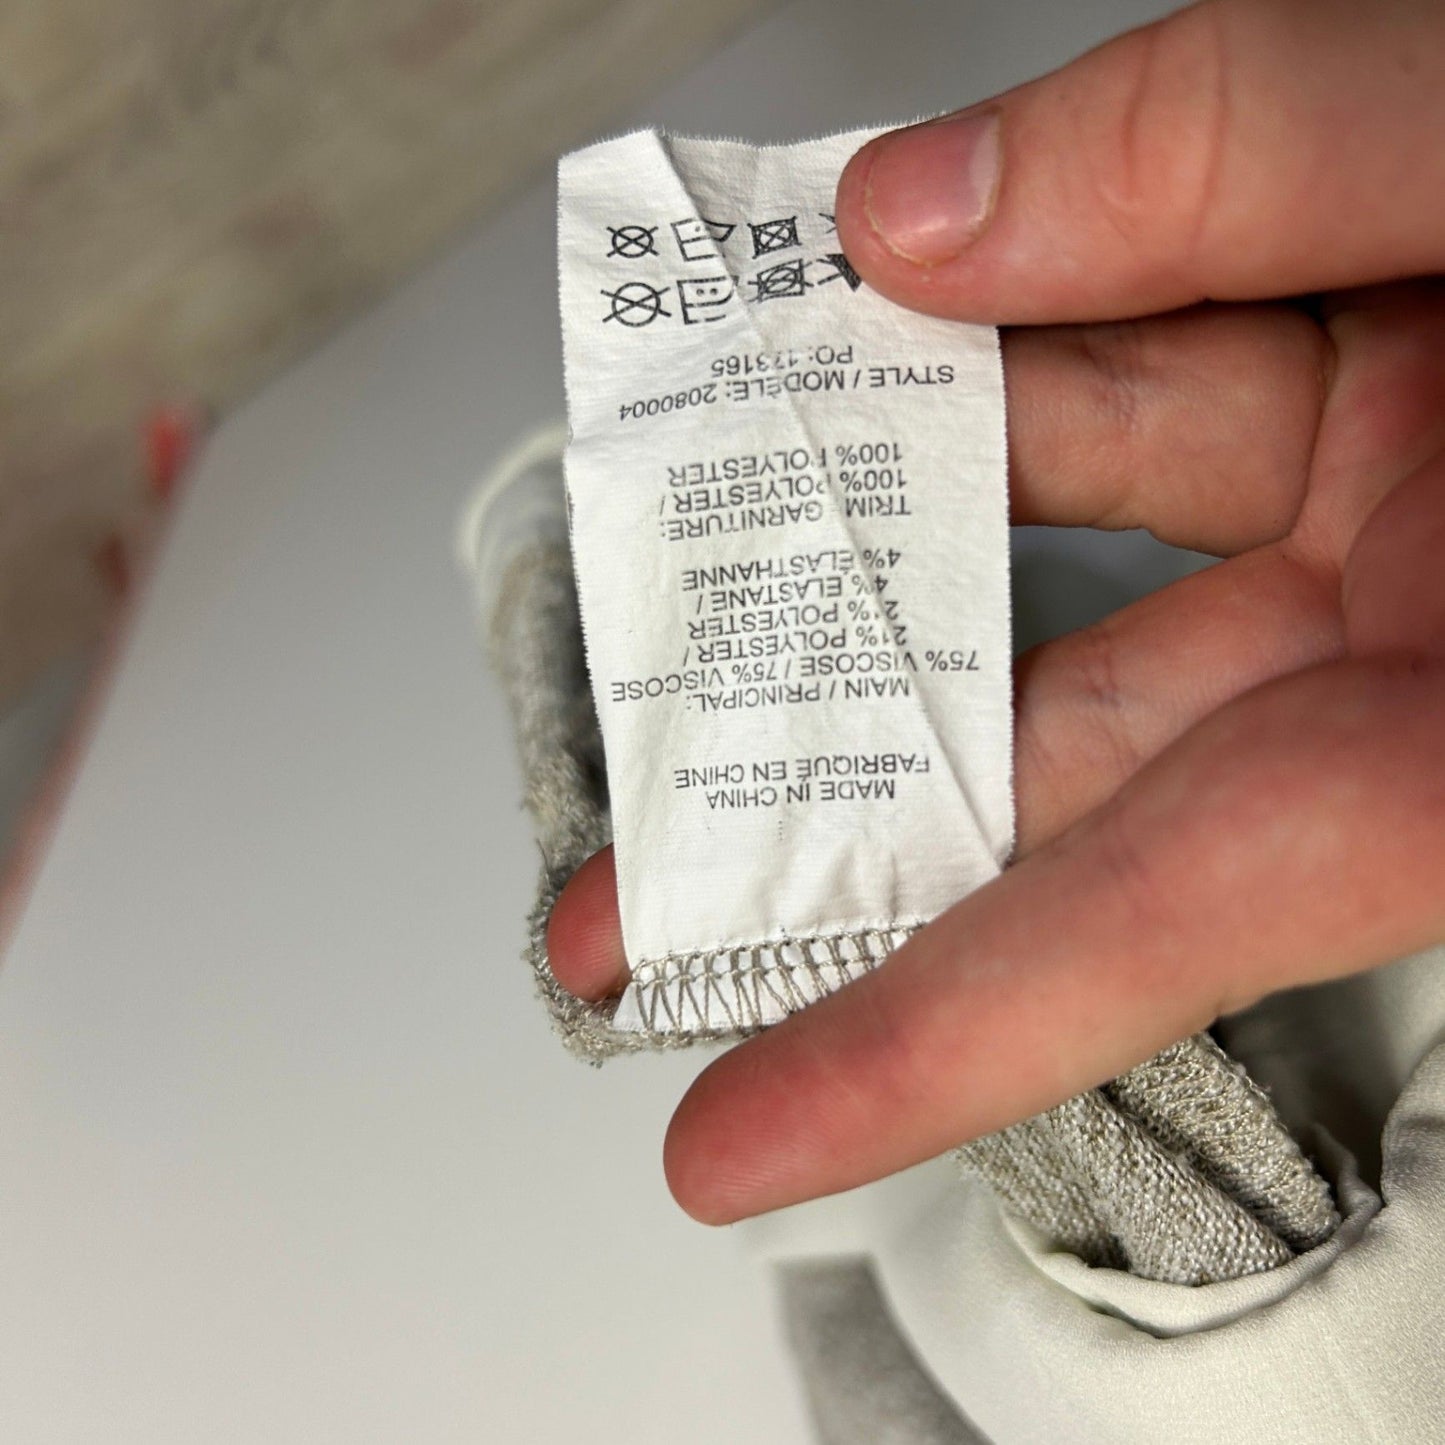 MADE IN CHINA
FABRIQUÉ EN CHINE
MAIN / PRINCIPAL:
75% VISCOSE / 75% VISCOSE
21% POLYESTER /
21% POLYESTER
4% ELASTANE /
4% ÉLASTHANNE
TRIM / GARNITURE:
100% POLYESTER /
100% POLYESTER
STYLE / MODÈLE: 2080004
PO: 173165